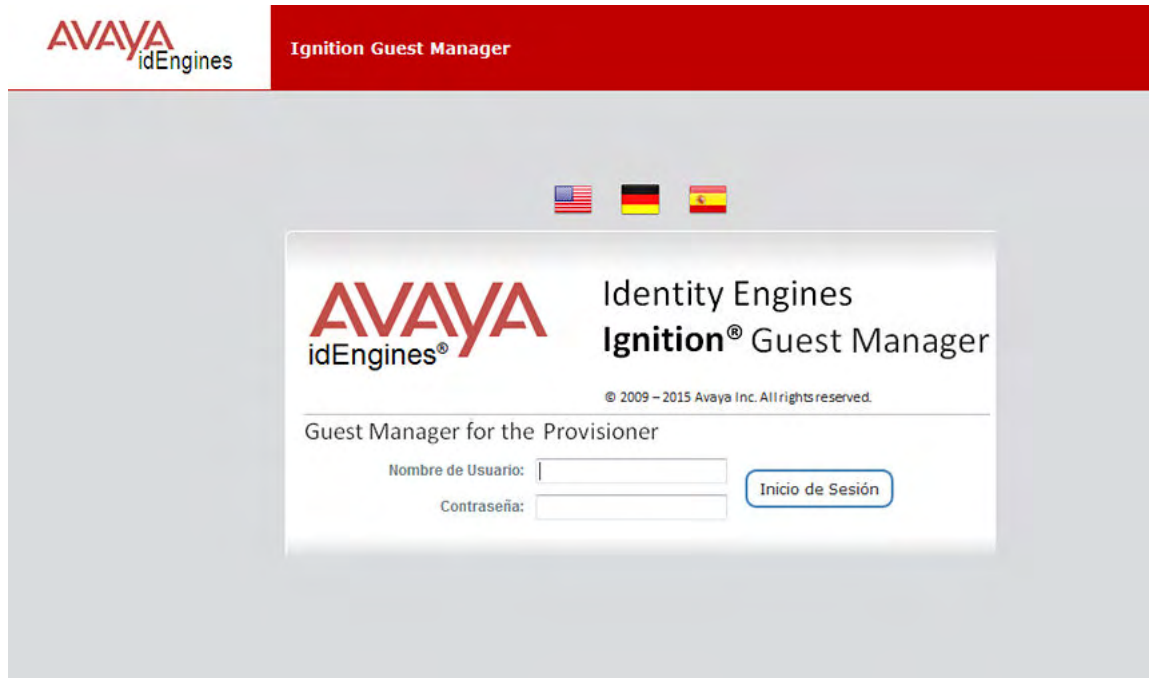 AVAYA
idEngines
Ignition Guest Manager
AVAYA
idEngines®
Identity Engines
Ignition® Guest Manager
© 2009 – 2015 Avaya Inc. All rights reserved.
Guest Manager for the Provisioner
Nombre de Usuario:
Contraseña:
Inicio de Sesión